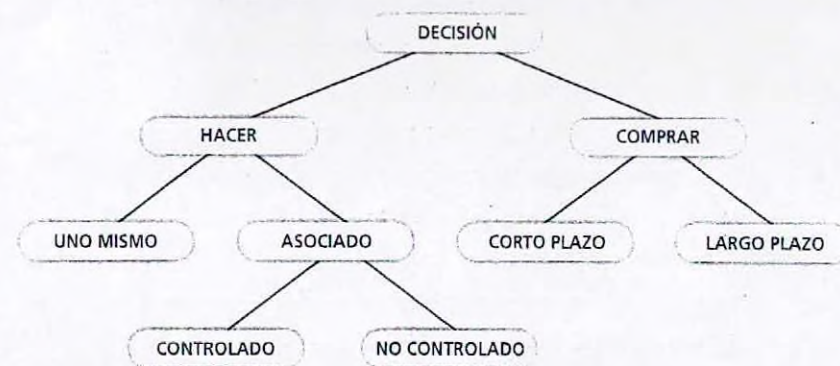 DECISIÓN
HACER
COMPRAR
UNO MISMO
ASOCIADO
CORTO PLAZO
LARGO PLAZO
CONTROLADO
NO CONTROLADO